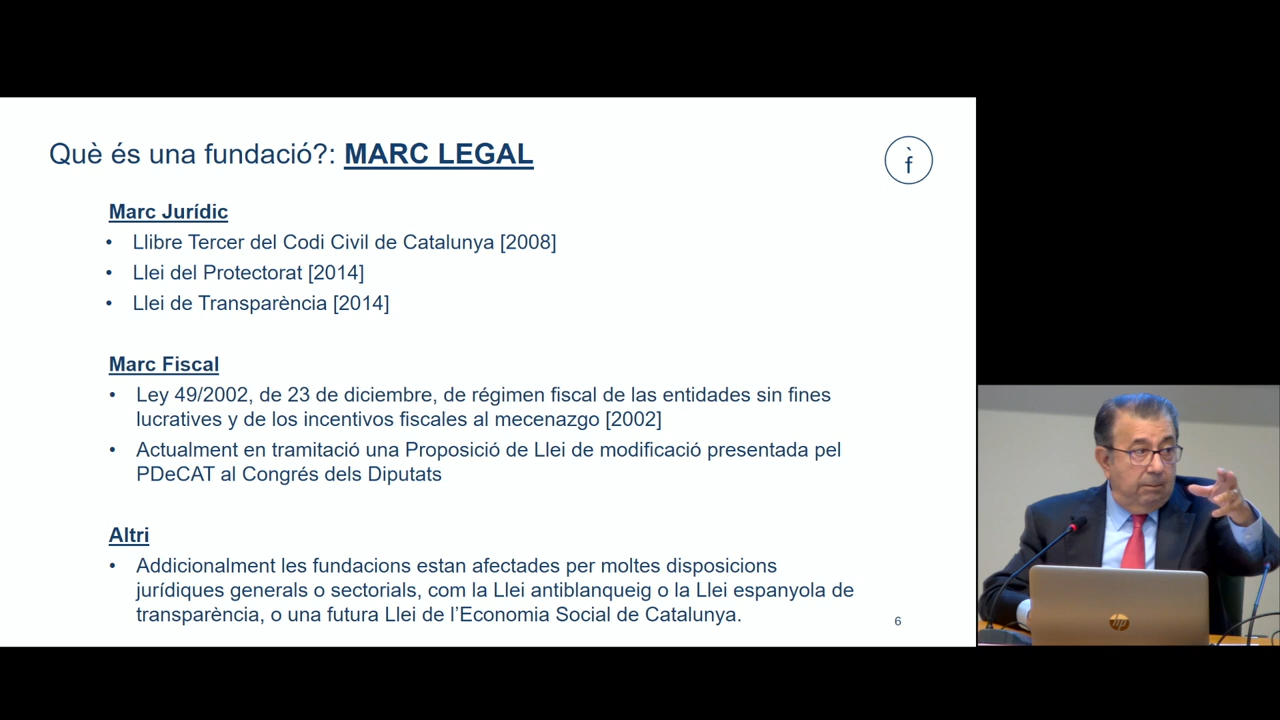 Què és una fundació?: MARC LEGAL
f
Marc Jurídic
• Llibre Tercer del Codi Civil de Catalunya [2008]
• Llei del Protectorat [2014]
• Llei de Transparència [2014]
Marc Fiscal
• Ley 49/2002, de 23 de diciembre, de régimen fiscal de las entidades sin fines
lucratives y de los incentivos fiscales al mecenazgo [2002]
• Actualment en tramitació una Proposició de Llei de modificació presentada pel
PDeCAT al Congrés dels Diputats
Altri
• Addicionalment les fundacions estan afectades per moltes disposicions
jurídiques generals o sectorials, com la Llei antiblanqueig o la Llei espanyola de
transparència, o una futura Llei de l’Economia Social de Catalunya.
6
hp